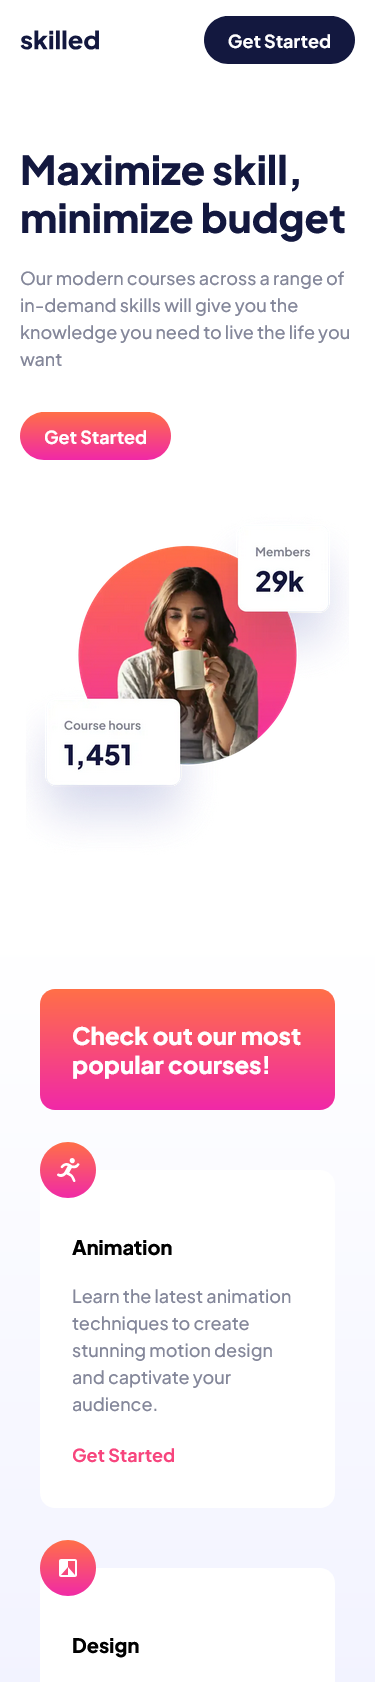 skilled
Get Started
Maximize skill,
minimize budget
Our modern courses across a range of
in-demand skills will give you the
knowledge you need to live the life you
want
Get Started
Members
29k
Course hours
1,451
Check out our most
popular courses!
Animation
Learn the latest animation
techniques to create
stunning motion design
and captivate your
audience.
Get Started
Design